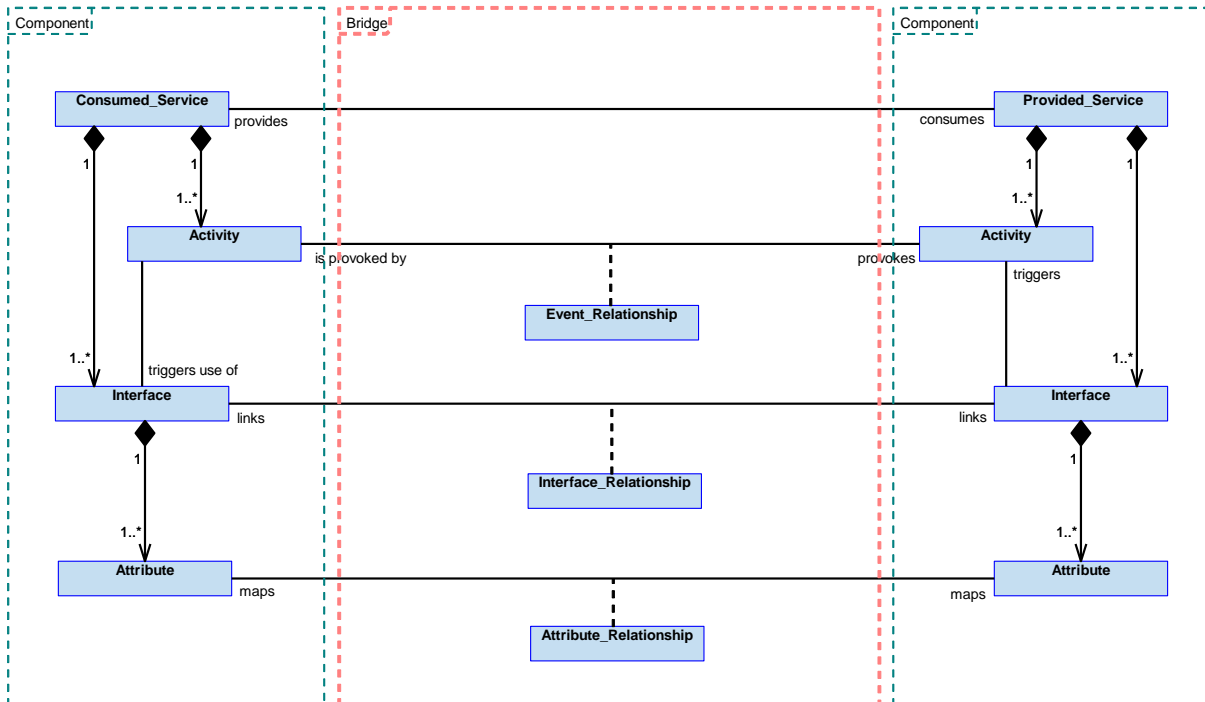 Component
Bridge
Component
Consumed_Service
Provided_Service
provides
consumes
1
1
1
1
1..*
1..*
Activity
Activity
is provoked by
provokes
triggers
Event_Relationship
1..*
1..*
triggers use of
Interface
Interface
links
links
1
1
Interface_Relationship
1..*
1..*
Attribute
Attribute
maps
maps
Attribute_Relationship